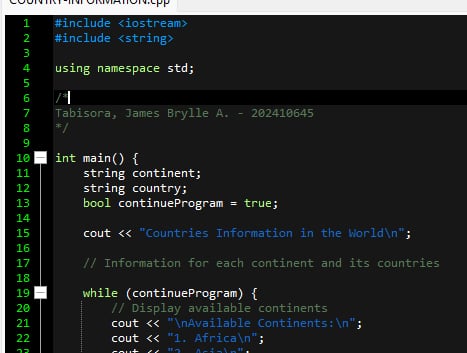 COUNTRY-INFORMATION.cpp
1 #include <iostream>
2 #include <string>
3
4 using namespace std;
5
6 /*
7 Tabisora, James Brylle A. - 202410645
8 */
9
10 int main() {
11 string continent;
12 string country;
13 bool continueProgram = true;
14
15 cout << "Countries Information in the World\n";
16
17 // Information for each continent and its countries
18
19 while (continueProgram) {
20 // Display available continents
21 cout << "\nAvailable Continents:\n";
22 cout << "1. Africa\n";
23 cout << "2. Asia\n";